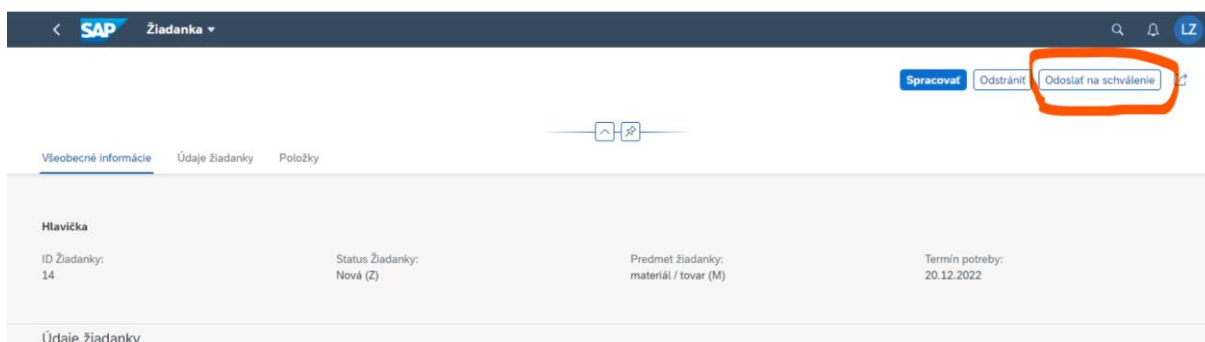 SAP Žiadanka LZ
Spracovať Odstrániť Odoslať na schválenie
Všeobecné informácie Údaje žiadanky Položky
Hlavička
ID Žiadanky: Status Žiadanky: Predmet žiadanky: Termín potreby:
14 Nová (Z) materiál / tovar (M) 20.12.2022
Údaje žiadanky